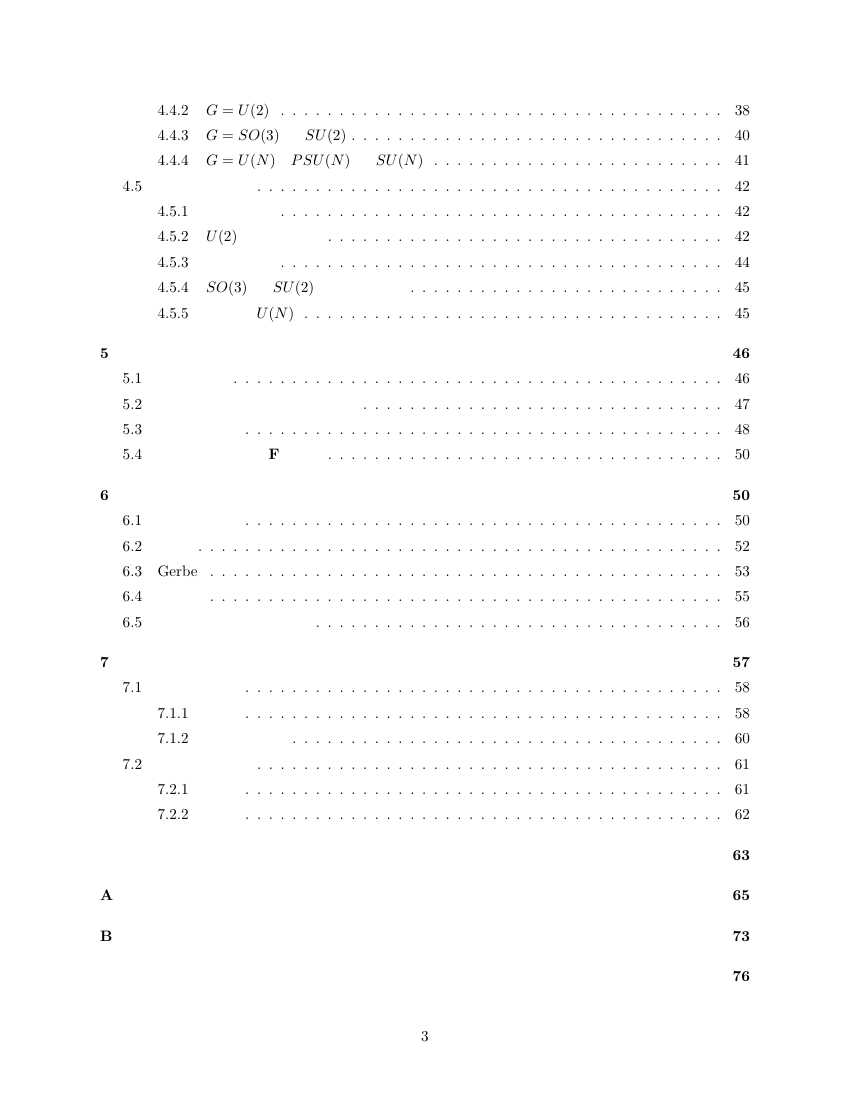 4.4.2 G = U(2) . . . . . . . . . . . . . . . . . . . . . . . . . . . . . . . . . . . . . . 38
4.4.3 G = SO(3) SU(2) . . . . . . . . . . . . . . . . . . . . . . . . . . . . . . . . 40
4.4.4 G = U(N) PSU(N) SU(N) . . . . . . . . . . . . . . . . . . . . . . . . . 41
4.5 . . . . . . . . . . . . . . . . . . . . . . . . . . . . . . . . . . . . . . . . 42
4.5.1 . . . . . . . . . . . . . . . . . . . . . . . . . . . . . . . . . . . . . . 42
4.5.2 U(2) . . . . . . . . . . . . . . . . . . . . . . . . . . . . . . . . . . 42
4.5.3 . . . . . . . . . . . . . . . . . . . . . . . . . . . . . . . . . . . . . . 44
4.5.4 SO(3) SU(2) . . . . . . . . . . . . . . . . . . . . . . . . . . . 45
4.5.5 U(N) . . . . . . . . . . . . . . . . . . . . . . . . . . . . . . . . . . . . 45
5 46
5.1 . . . . . . . . . . . . . . . . . . . . . . . . . . . . . . . . . . . . . . . . . . 46
5.2 . . . . . . . . . . . . . . . . . . . . . . . . . . . . . . . 47
5.3 . . . . . . . . . . . . . . . . . . . . . . . . . . . . . . . . . . . . . . . . . 48
5.4 F . . . . . . . . . . . . . . . . . . . . . . . . . . . . . . . . . . 50
6 50
6.1 . . . . . . . . . . . . . . . . . . . . . . . . . . . . . . . . . . . . . . . . . 50
6.2 . . . . . . . . . . . . . . . . . . . . . . . . . . . . . . . . . . . . . . . . . . . . . 52
6.3 Gerbe . . . . . . . . . . . . . . . . . . . . . . . . . . . . . . . . . . . . . . . . . . . . 53
6.4 . . . . . . . . . . . . . . . . . . . . . . . . . . . . . . . . . . . . . . . . . . . . 55
6.5 . . . . . . . . . . . . . . . . . . . . . . . . . . . . . . . . . . . 56
7 57
7.1 . . . . . . . . . . . . . . . . . . . . . . . . . . . . . . . . . . . . . . . . . 58
7.1.1 . . . . . . . . . . . . . . . . . . . . . . . . . . . . . . . . . . . . . . . . . 58
7.1.2 . . . . . . . . . . . . . . . . . . . . . . . . . . . . . . . . . . . . . 60
7.2 . . . . . . . . . . . . . . . . . . . . . . . . . . . . . . . . . . . . . . . . 61
7.2.1 . . . . . . . . . . . . . . . . . . . . . . . . . . . . . . . . . . . . . . . . . 61
7.2.2 . . . . . . . . . . . . . . . . . . . . . . . . . . . . . . . . . . . . . . . . . 62
63
A 65
B 73
76
3